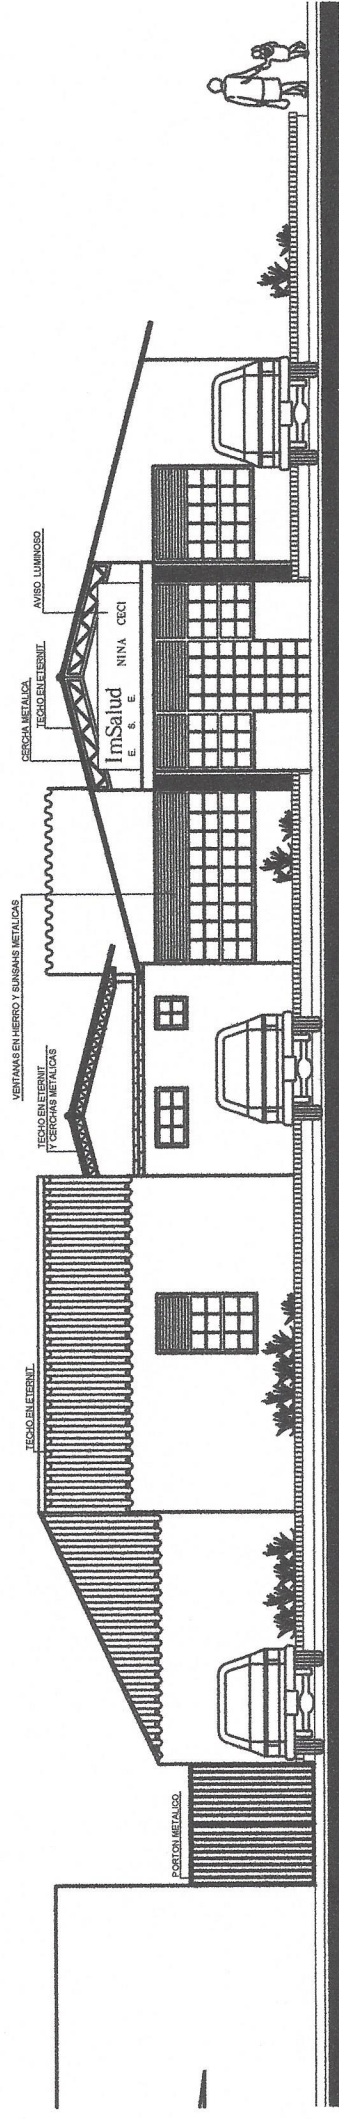 PORTON METALICO
TECHO EN ETERNIT
TECHO EN ETERNIT
Y CERCHAS METALICAS
VENTANAS EN HIERRO Y SUNSAHS METALICAS
CERCHA METALICA
TECHO EN ETERNIT
AVISO LUMINOSO
ImSalud
E. S. E.
NINA CECI